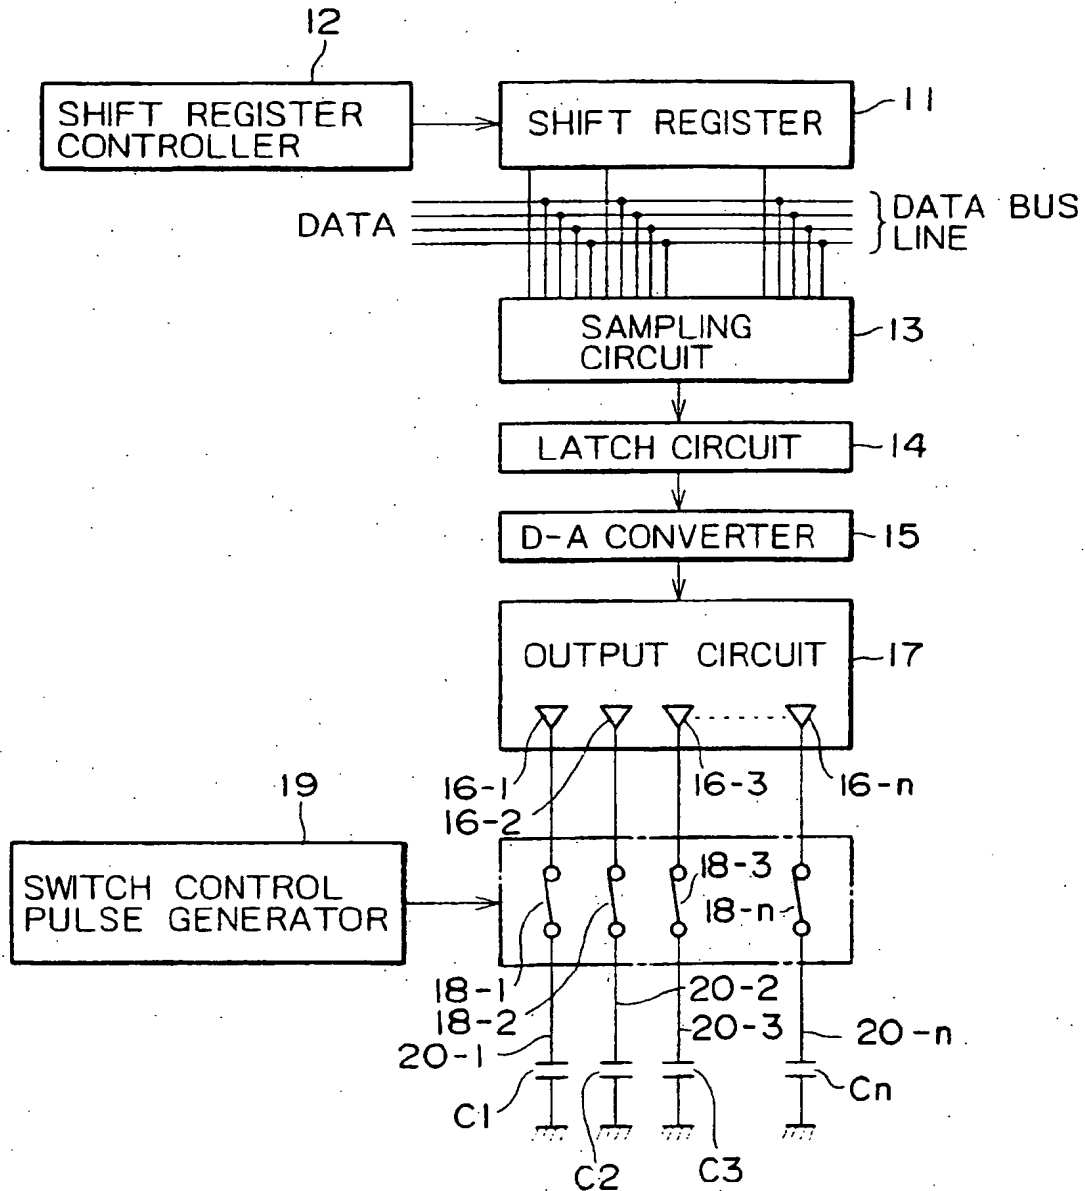 12
SHIFT REGISTER
CONTROLLER
SHIFT REGISTER
11
DATA
DATA BUS
LINE
SAMPLING
CIRCUIT
13
LATCH CIRCUIT
14
D-A CONVERTER
15
OUTPUT CIRCUIT
17
16-1
16-2
16-3
16-n
19
SWITCH CONTROL
PULSE GENERATOR
18-3
18-n
18-1
18-2
20-2
20-1
20-3
20-n
C1
C2
C3
Cn